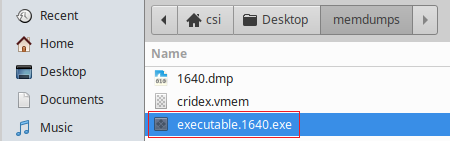 Recent
Home
Desktop
Documents
Music
csi
Desktop
memdumps
Name
1640.dmp
cridex.vmem
executable.1640.exe